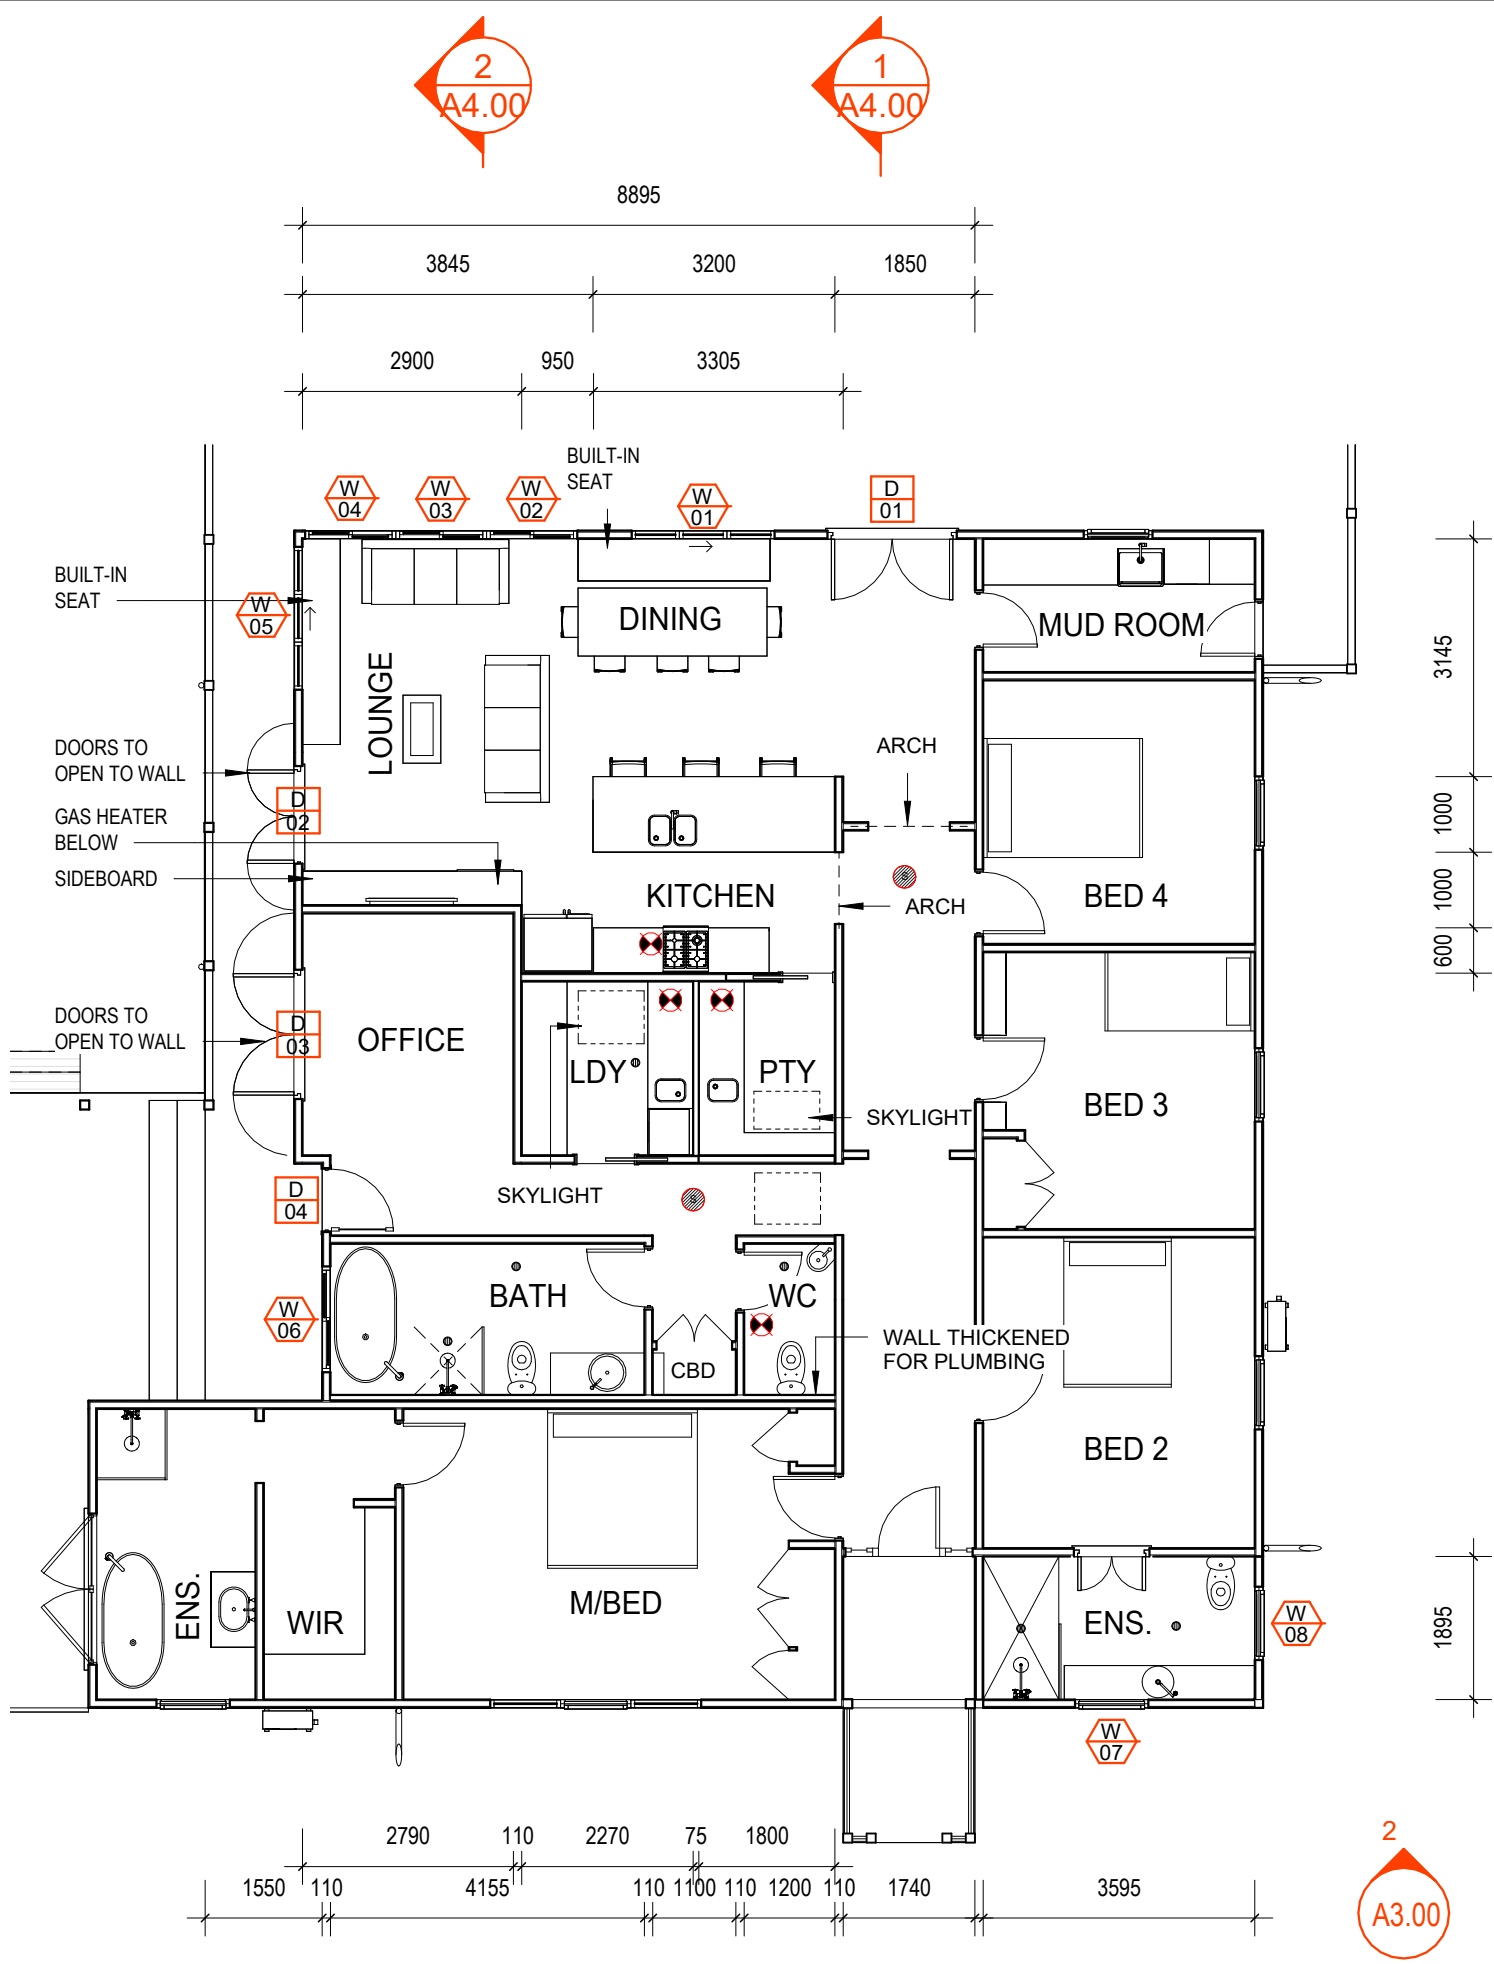 2
A4.00
1
A4.00
8895
3845
3200
1850
2900
950
3305
BUILT-IN
SEAT
W
04
W
03
W
02
W
01
D
01
BUILT-IN
SEAT
W
05
DINING
MUD ROOM
3145
LOUNGE
DOORS TO
OPEN TO WALL
ARCH
D
02
GAS HEATER
BELOW
SIDEBOARD
1000
KITCHEN
ARCH
BED 4
1000
600
DOORS TO
OPEN TO WALL
D
03
OFFICE
LDY
PTY
SKYLIGHT
BED 3
D
04
SKYLIGHT
S
S
W
06
BATH
WC
CBD
WALL THICKENED
FOR PLUMBING
BED 2
ENS.
WIR
M/BED
ENS.
W
08
1895
W
07
2790
110
2270
75
1800
1550
110
4155
110
1100
110
1200
110
1740
3595
2
A3.00